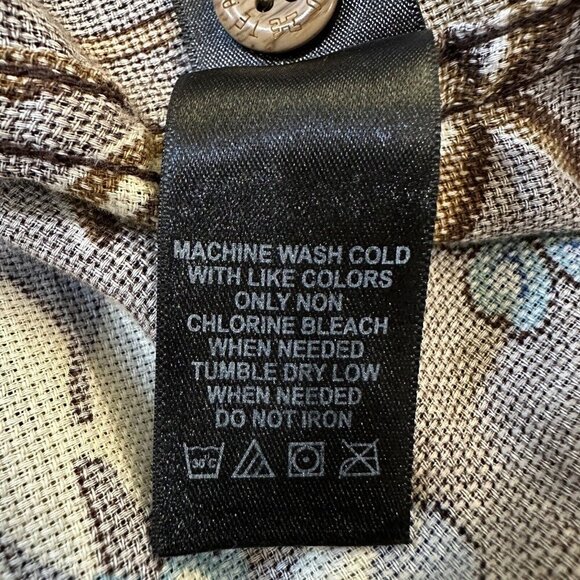 MACHINE WASH COLD
WITH LIKE COLORS
ONLY NON
CHLORINE BLEACH
WHEN NEEDED
TUMBLE DRY LOW
WHEN NEEDED
DO NOT IRON
30°C